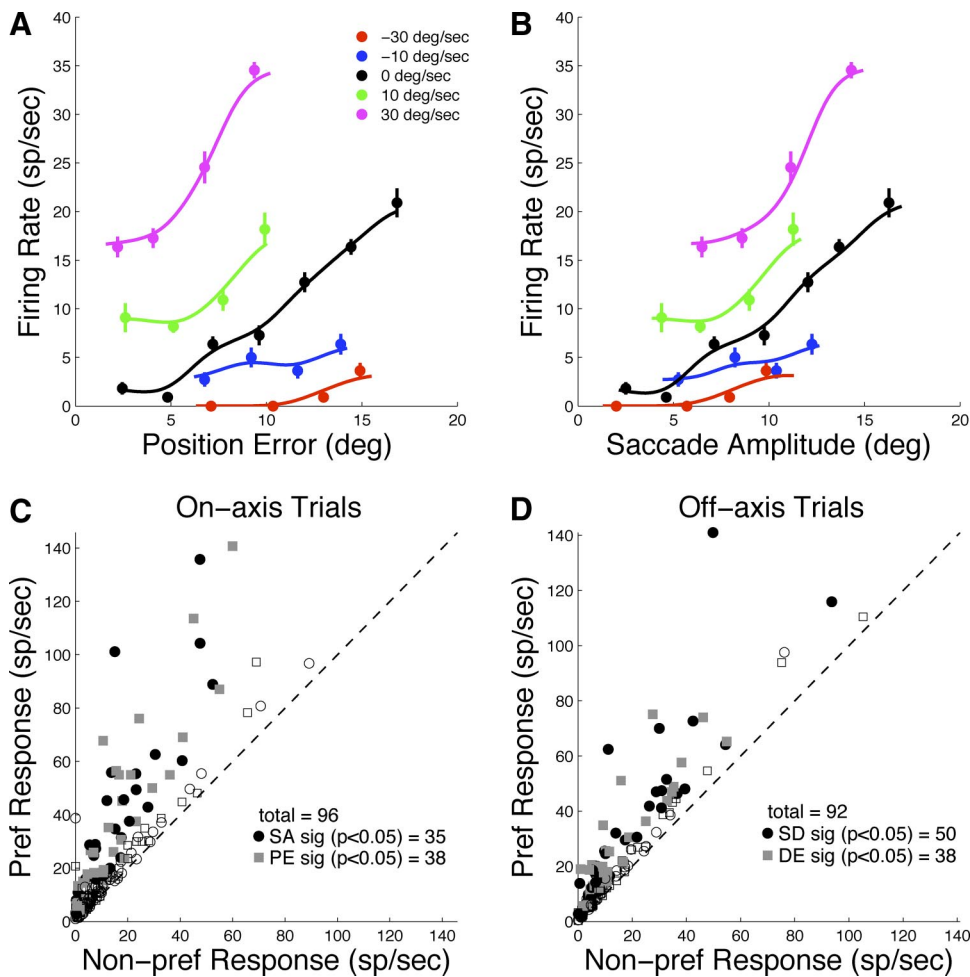 A
B
Firing Rate (sp/sec)
40
35
30
25
20
15
10
5
0
−30 deg/sec
−10 deg/sec
0 deg/sec
10 deg/sec
30 deg/sec
0 5 10 15 20
Position Error (deg)
Firing Rate (sp/sec)
40
35
30
25
20
15
10
5
0
0 5 10 15 20
Saccade Amplitude (deg)
C
On−axis Trials
Pref Response (sp/sec)
140
120
100
80
60
40
20
0
total = 96
SA sig (p<0.05) = 35
PE sig (p<0.05) = 38
0 20 40 60 80 100 120 140
Non−pref Response (sp/sec)
D
Off−axis Trials
Pref Response (sp/sec)
140
120
100
80
60
40
20
0
total = 92
SD sig (p<0.05) = 50
DE sig (p<0.05) = 38
0 20 40 60 80 100 120 140
Non−pref Response (sp/sec)